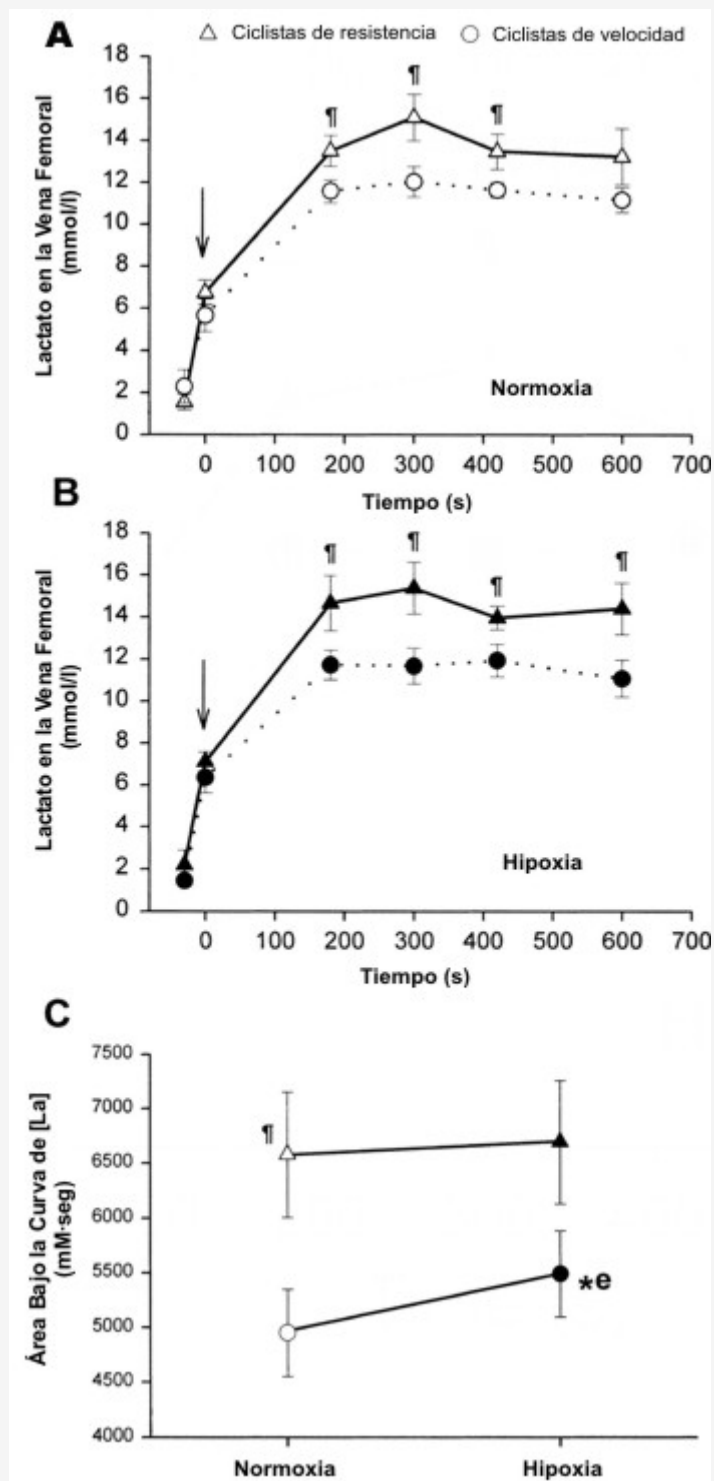 A
Ciclistas de resistencia
Ciclistas de velocidad
Lactato en la Vena Femoral
(mmol/l)
18
16
14
12
10
8
6
4
2
0
¶ ¶ ¶
Normoxia
0 100 200 300 400 500 600 700
Tiempo (s)
B
Lactato en la Vena Femoral
(mmol/l)
18
16
14
12
10
8
6
4
2
0
¶ ¶ ¶ ¶
Hipoxia
0 100 200 300 400 500 600 700
Tiempo (s)
C
Área Bajo la Curva de [La]
(mM·seg)
7500
7000
6500
6000
5500
5000
4500
4000
¶
*e
Normoxia Hipoxia